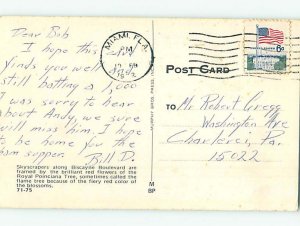 Dear Bob
I hope this
finds you well
still batting a 1,000
I was sorry to hear
about Andy, we sure
will miss him. I hope
to be home for the
ham supper. Bill D.
Skyscrapers along Biscayne Boulevard are
framed by the brilliant red flowers of the
Royal Poinciana Tree, sometimes called the
flame tree because of the fiery red color of
the blossoms.
71-75
M
BP
MIAMI, FLA.
PM
POST CARD
6¢
TO
Mr Robert Gregg
Washington Ave
Charleroi, Pa.
15022